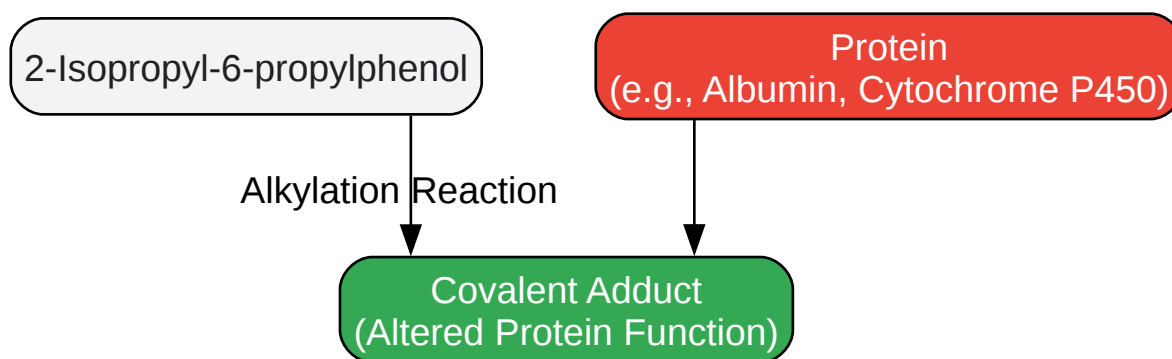 2-Isopropyl-6-propylphenol
Protein
(e.g., Albumin, Cytochrome P450)
Alkylation Reaction
Covalent Adduct
(Altered Protein Function)